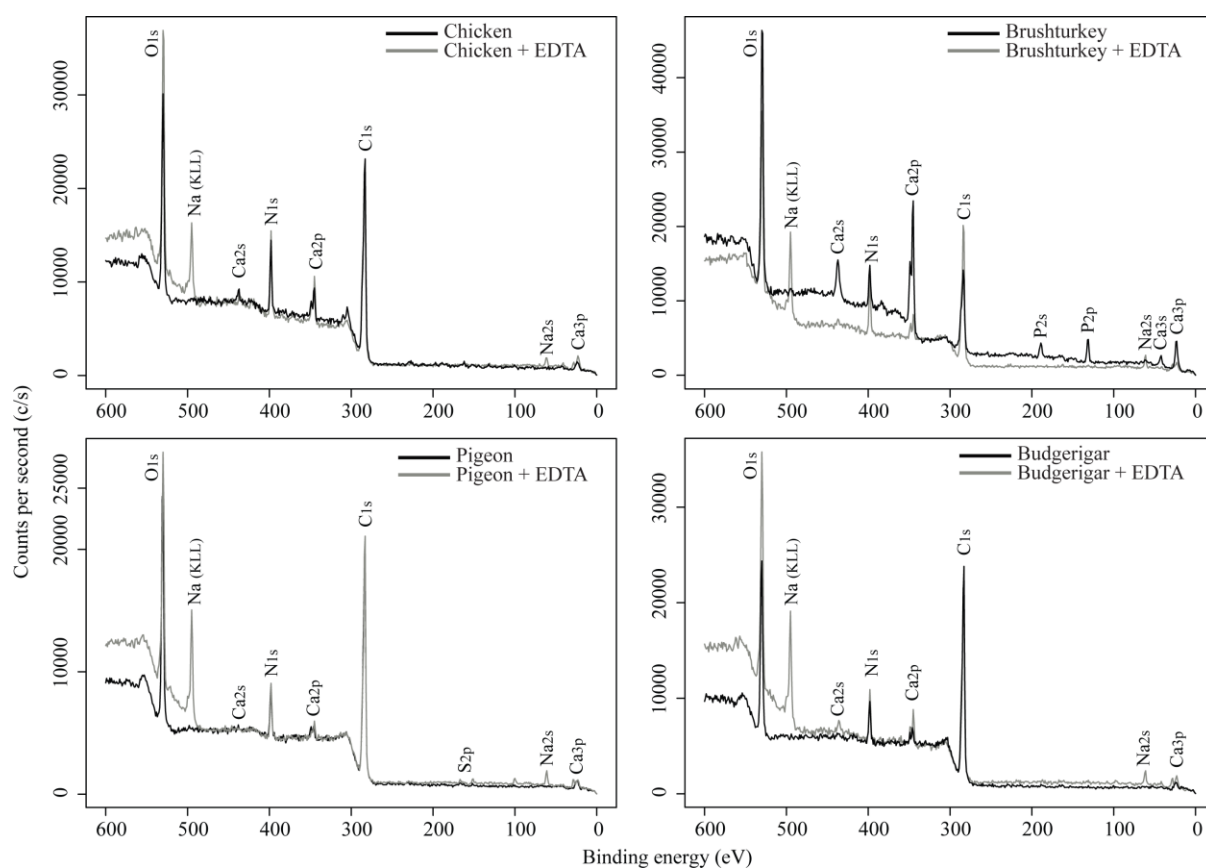 Chicken
Chicken + EDTA
O1s
Na (KLL)
Ca2s
N1s
Ca2p
C1s
Na2s
Ca3p
0
10000
20000
30000
600
500
400
300
200
100
0
Brushturkey
Brushturkey + EDTA
O1s
Na (KLL)
Ca2s
N1s
Ca2p
C1s
P2s
P2p
Na2s
Ca3s
Ca3p
0
10000
20000
30000
40000
600
500
400
300
200
100
0
Pigeon
Pigeon + EDTA
O1s
Na (KLL)
Ca2s
N1s
Ca2p
C1s
S2p
Na2s
Ca3p
0
10000
20000
25000
600
500
400
300
200
100
0
Budgerigar
Budgerigar + EDTA
O1s
Na (KLL)
Ca2s
N1s
Ca2p
C1s
Na2s
Ca3p
0
10000
20000
30000
600
500
400
300
200
100
0
Counts per second (c/s)
Binding energy (eV)